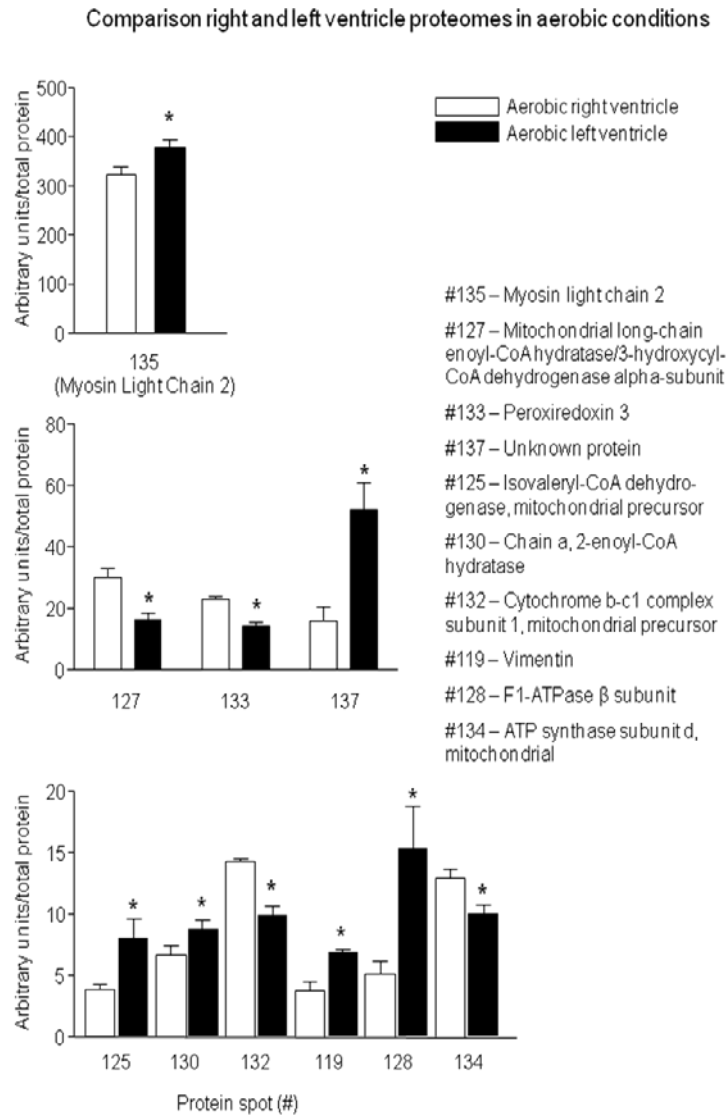 Comparison right and left ventricle proteomes in aerobic conditions
Arbitrary units/total protein
500
400
300
200
100
0
*
135
(Myosin Light Chain 2)
Aerobic right ventricle
Aerobic left ventricle
#135 – Myosin light chain 2
#127 – Mitochondrial long-chain
enoyl-CoA hydratase/3-hydroxycyl-
CoA dehydrogenase alpha-subunit
#133 – Peroxiredoxin 3
#137 – Unknown protein
#125 – Isovaleryl-CoA dehydro-
genase, mitochondrial precursor
#130 – Chain a, 2-enoyl-CoA
hydratase
#132 – Cytochrome b-c1 complex
subunit 1, mitochondrial precursor
#119 – Vimentin
#128 – F1-ATPase β subunit
#134 – ATP synthase subunit d,
mitochondrial
Arbitrary units/total protein
80
60
40
20
0
* * *
127 133 137
Arbitrary units/total protein
20
15
10
5
0
* * * * * *
125 130 132 119 128 134
Protein spot (#)